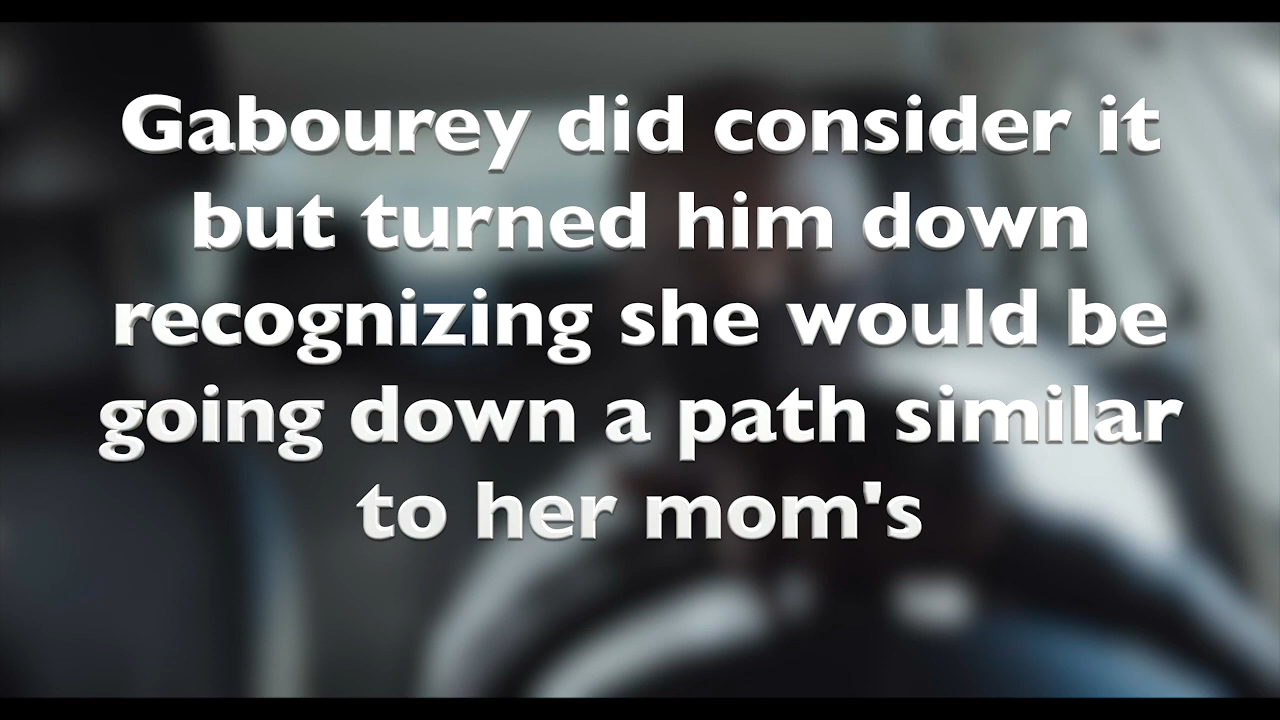 Gabourey did consider it
but turned him down
recognizing she would be
going down a path similar
to her mom's